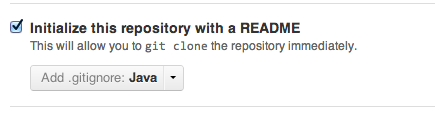 Initialize this repository with a README
This will allow you to git clone the repository immediately.
Add .gitignore: Java